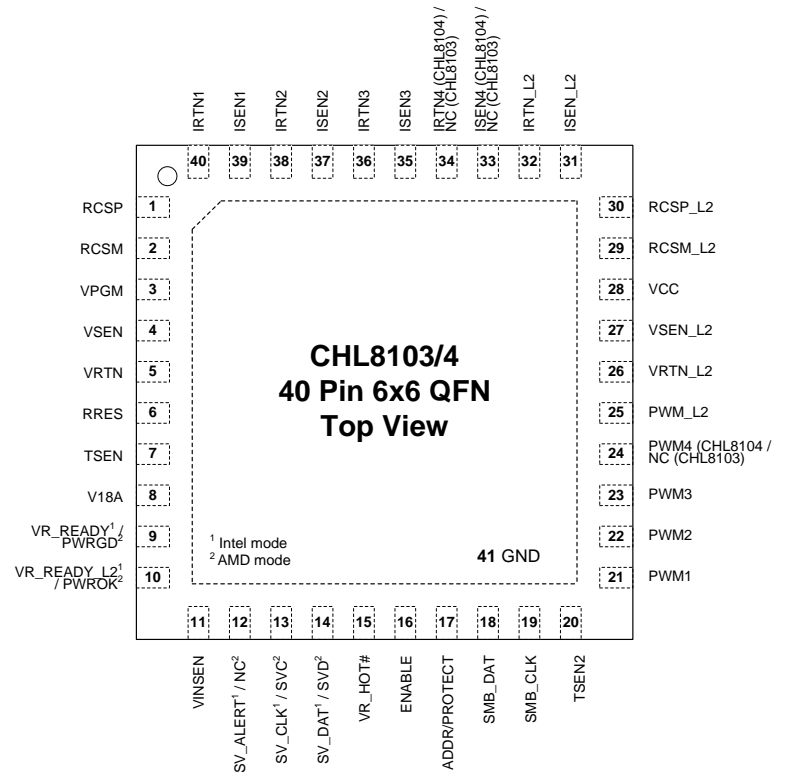 IRTN1
ISEN1
IRTN2
ISEN2
IRTN3
ISEN3
IRTN4 (CHL8104) /
NC (CHL8103)
ISEN4 (CHL8104) /
NC (CHL8103)
IRTN_L2
ISEN_L2
40
39
38
37
36
35
34
33
32
31
RCSP 1
RCSM 2
VPGM 3
VSEN 4
VRTN 5
RRES 6
TSEN 7
V18A 8
VR_READY¹ /
PWRGD²
9
VR_READY_L2¹
/ PWROK²
10
CHL8103/4
40 Pin 6x6 QFN
Top View
¹ Intel mode
² AMD mode
41 GND
30 RCSP_L2
29 RCSM_L2
28 VCC
27 VSEN_L2
26 VRTN_L2
25 PWM_L2
24
PWM4 (CHL8104 /
NC (CHL8103)
23 PWM3
22 PWM2
21 PWM1
11
12
13
14
15
16
17
18
19
20
VINSEN
SV_ALERT¹ / NC²
SV_CLK¹ / SVC²
SV_DAT¹ / SVD²
VR_HOT#
ENABLE
ADDR/PROTECT
SMB_DAT
SMB_CLK
TSEN2